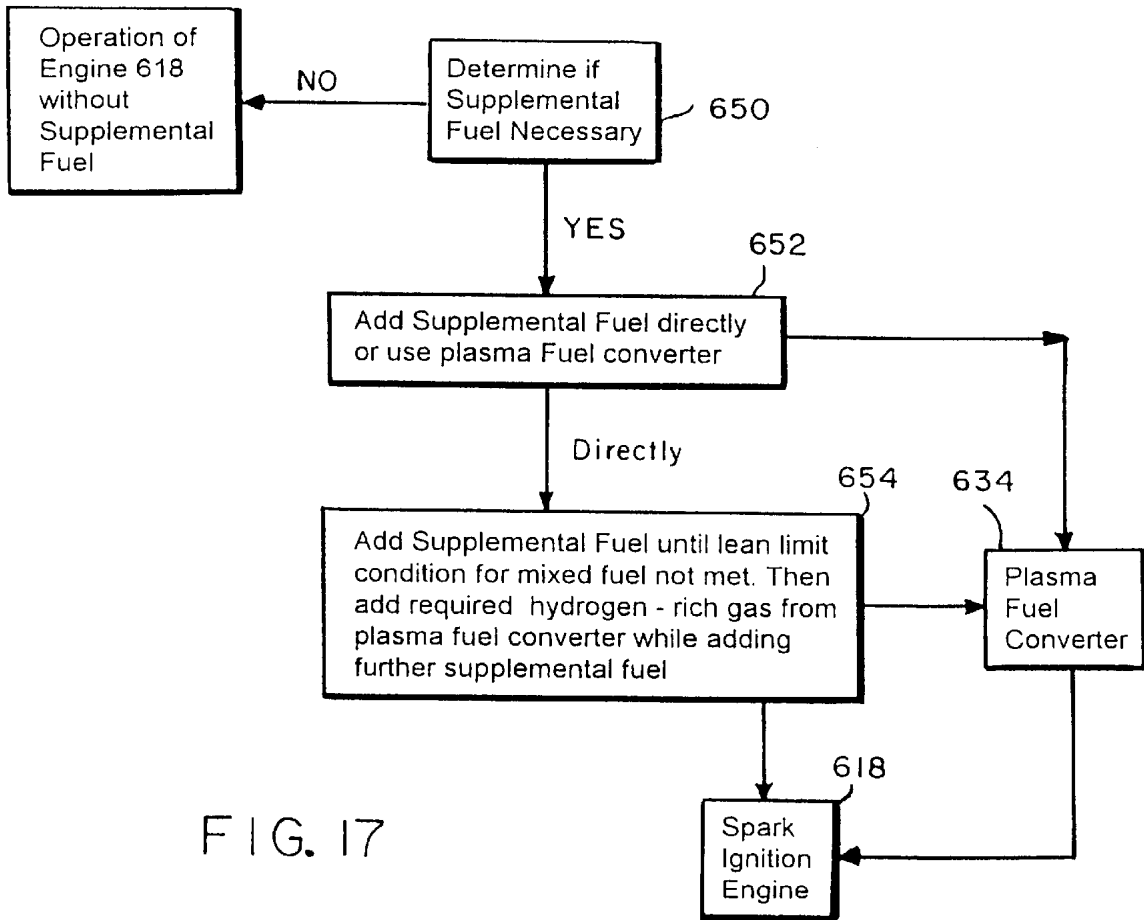 Operation of
Engine 618
without
Supplemental
Fuel
NO
Determine if
Supplemental
Fuel Necessary
650
YES
652
Add Supplemental Fuel directly
or use plasma Fuel converter
Directly
654
634
Add Supplemental Fuel until lean limit
condition for mixed fuel not met. Then
add required hydrogen - rich gas from
plasma fuel converter while adding
further supplemental fuel
Plasma
Fuel
Converter
618
Spark
Ignition
Engine
FIG. 17